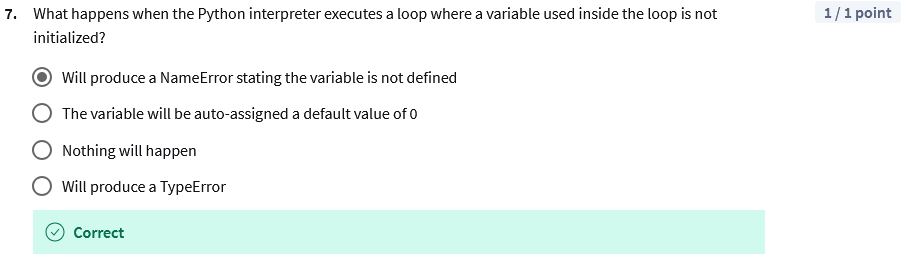 7. What happens when the Python interpreter executes a loop where a variable used inside the loop is not
1 / 1 point
initialized?
Will produce a NameError stating the variable is not defined
The variable will be auto-assigned a default value of 0
Nothing will happen
Will produce a TypeError
Correct